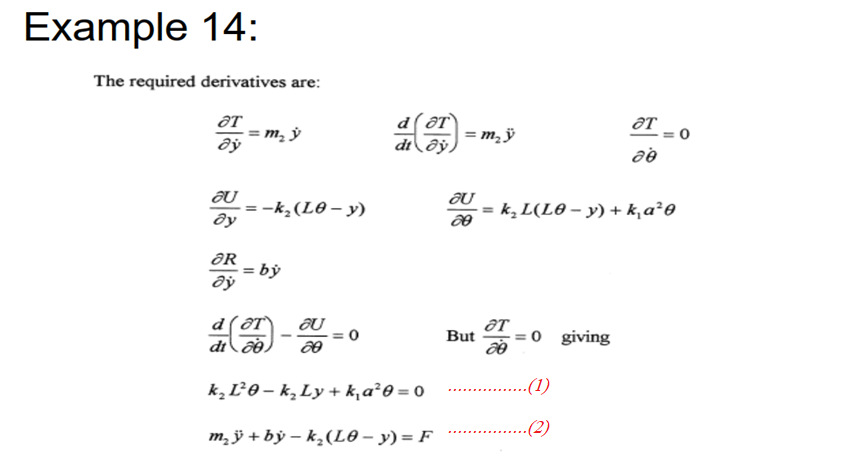 Example 14:
The required derivatives are:
∂T/∂ẏ = m₂ ẏ    d/dt(∂T/∂ẏ) = m₂ ÿ    ∂T/∂θ̇ = 0
∂U/∂y = −k₂(Lθ − y)    ∂U/∂θ = k₂ L(Lθ − y) + k₁a²θ
∂R/∂ẏ = bẏ
d/dt(∂T/∂θ̇) − ∂U/∂θ = 0    But ∂T/∂θ̇ = 0 giving
k₂ L²θ − k₂ Ly + k₁a²θ = 0 ................(1)
m₂ ÿ + bẏ − k₂(Lθ − y) = F ................(2)